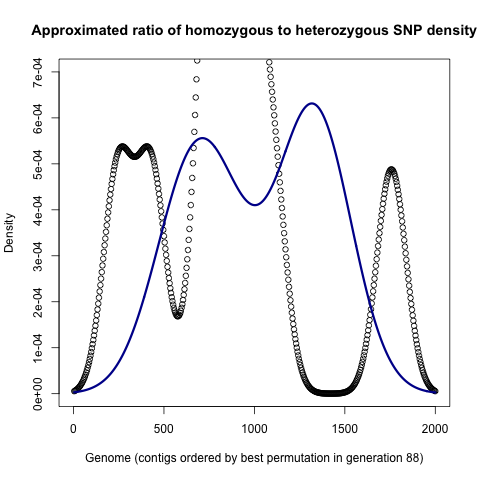 Approximated ratio of homozygous to heterozygous SNP density
7e-04
6e-04
5e-04
4e-04
3e-04
2e-04
1e-04
0e+00
Density
0 500 1000 1500 2000
Genome (contigs ordered by best permutation in generation 88)